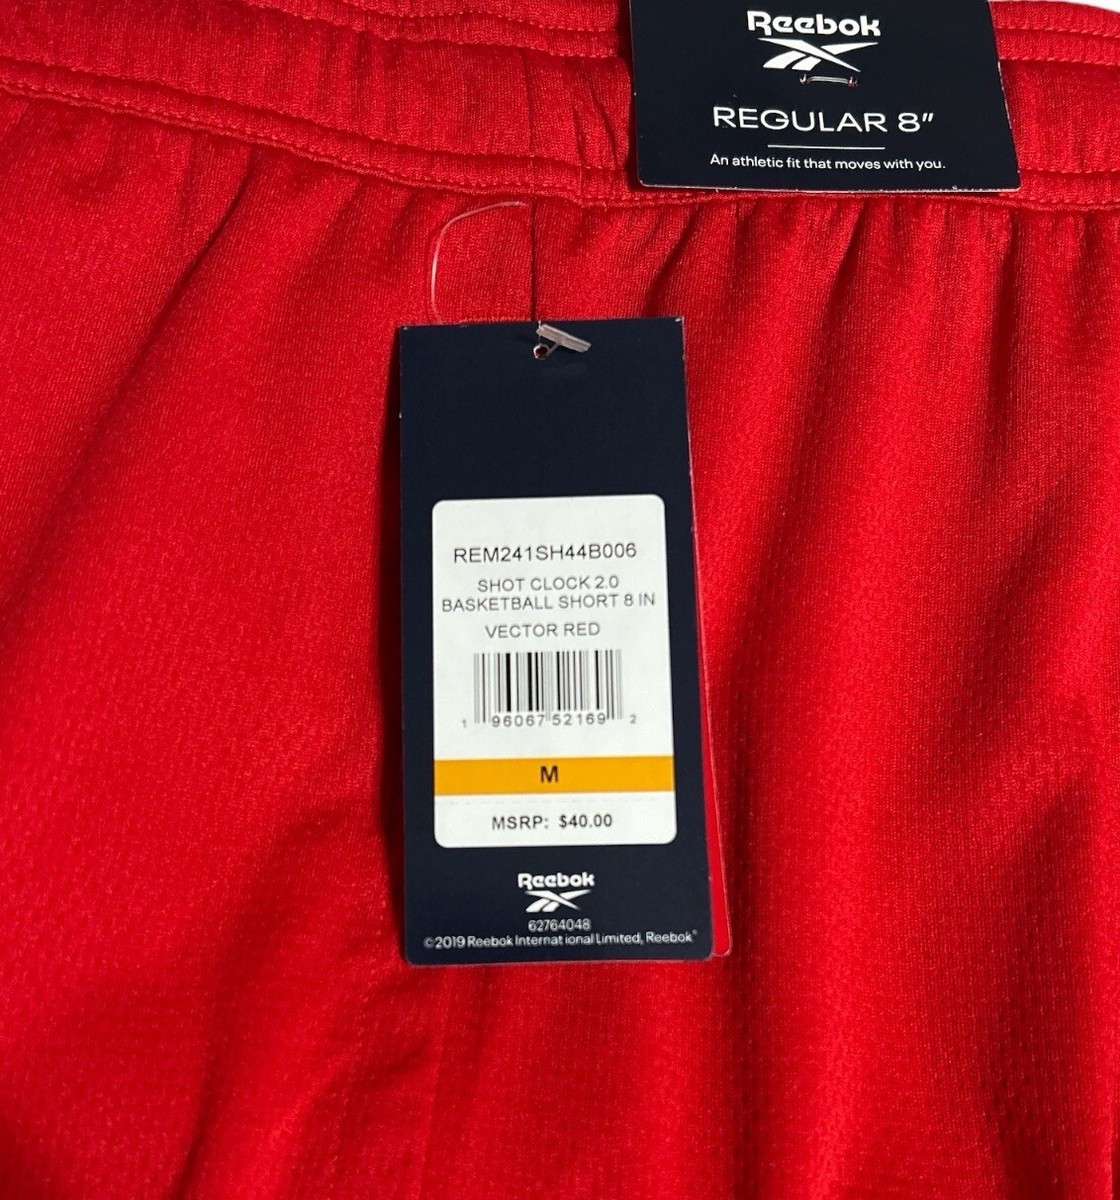 Reebok
REGULAR 8"
An athletic fit that moves with you.
REM241SH44B006
SHOT CLOCK 2.0
BASKETBALL SHORT 8 IN
VECTOR RED
1 96067 52169 2
M
MSRP: $40.00
Reebok
62764048
©2019 Reebok International Limited, Reebok